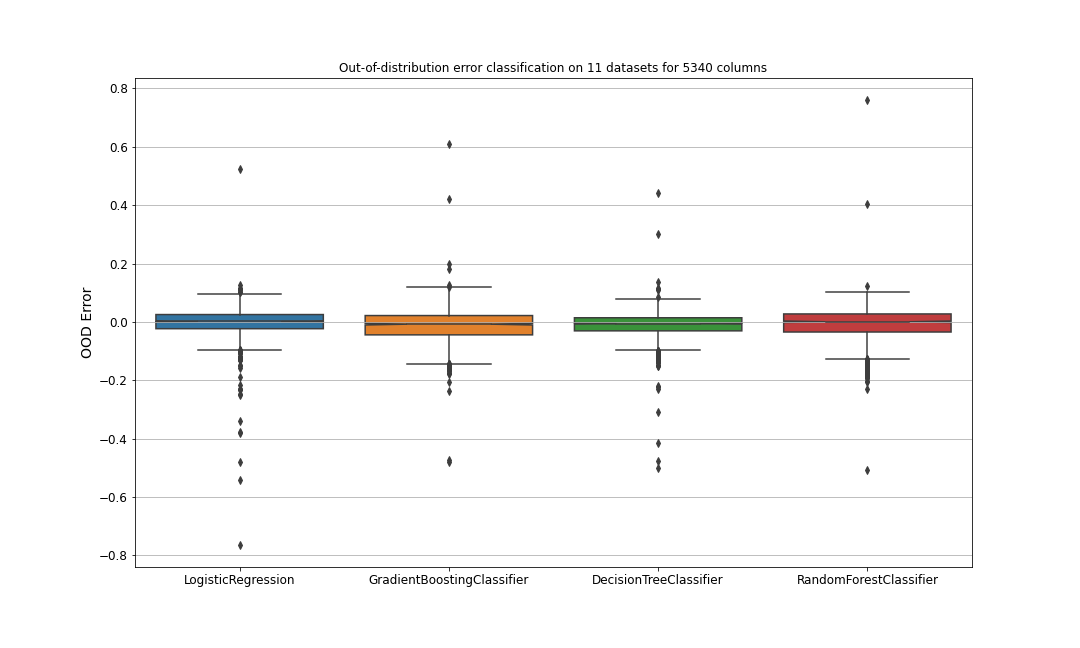 Out-of-distribution error classification on 11 datasets for 5340 columns
0.8
0.6
0.4
0.2
0.0
−0.2
−0.4
−0.6
−0.8
OOD Error
LogisticRegression
GradientBoostingClassifier
DecisionTreeClassifier
RandomForestClassifier